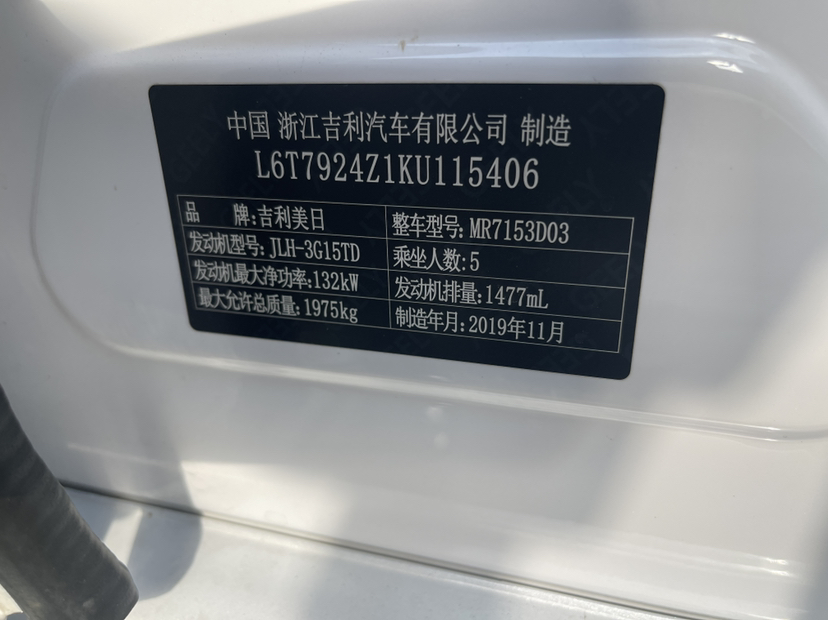 中国 浙江吉利汽车有限公司 制造
L6T7924Z1KU115406
品 牌:吉利美日 整车型号:MR7153D03
发动机型号:JLH-3G15TD 乘坐人数:5
发动机最大净功率:132kW 发动机排量:1477mL
最大允许总质量:1975kg 制造年月:2019年11月